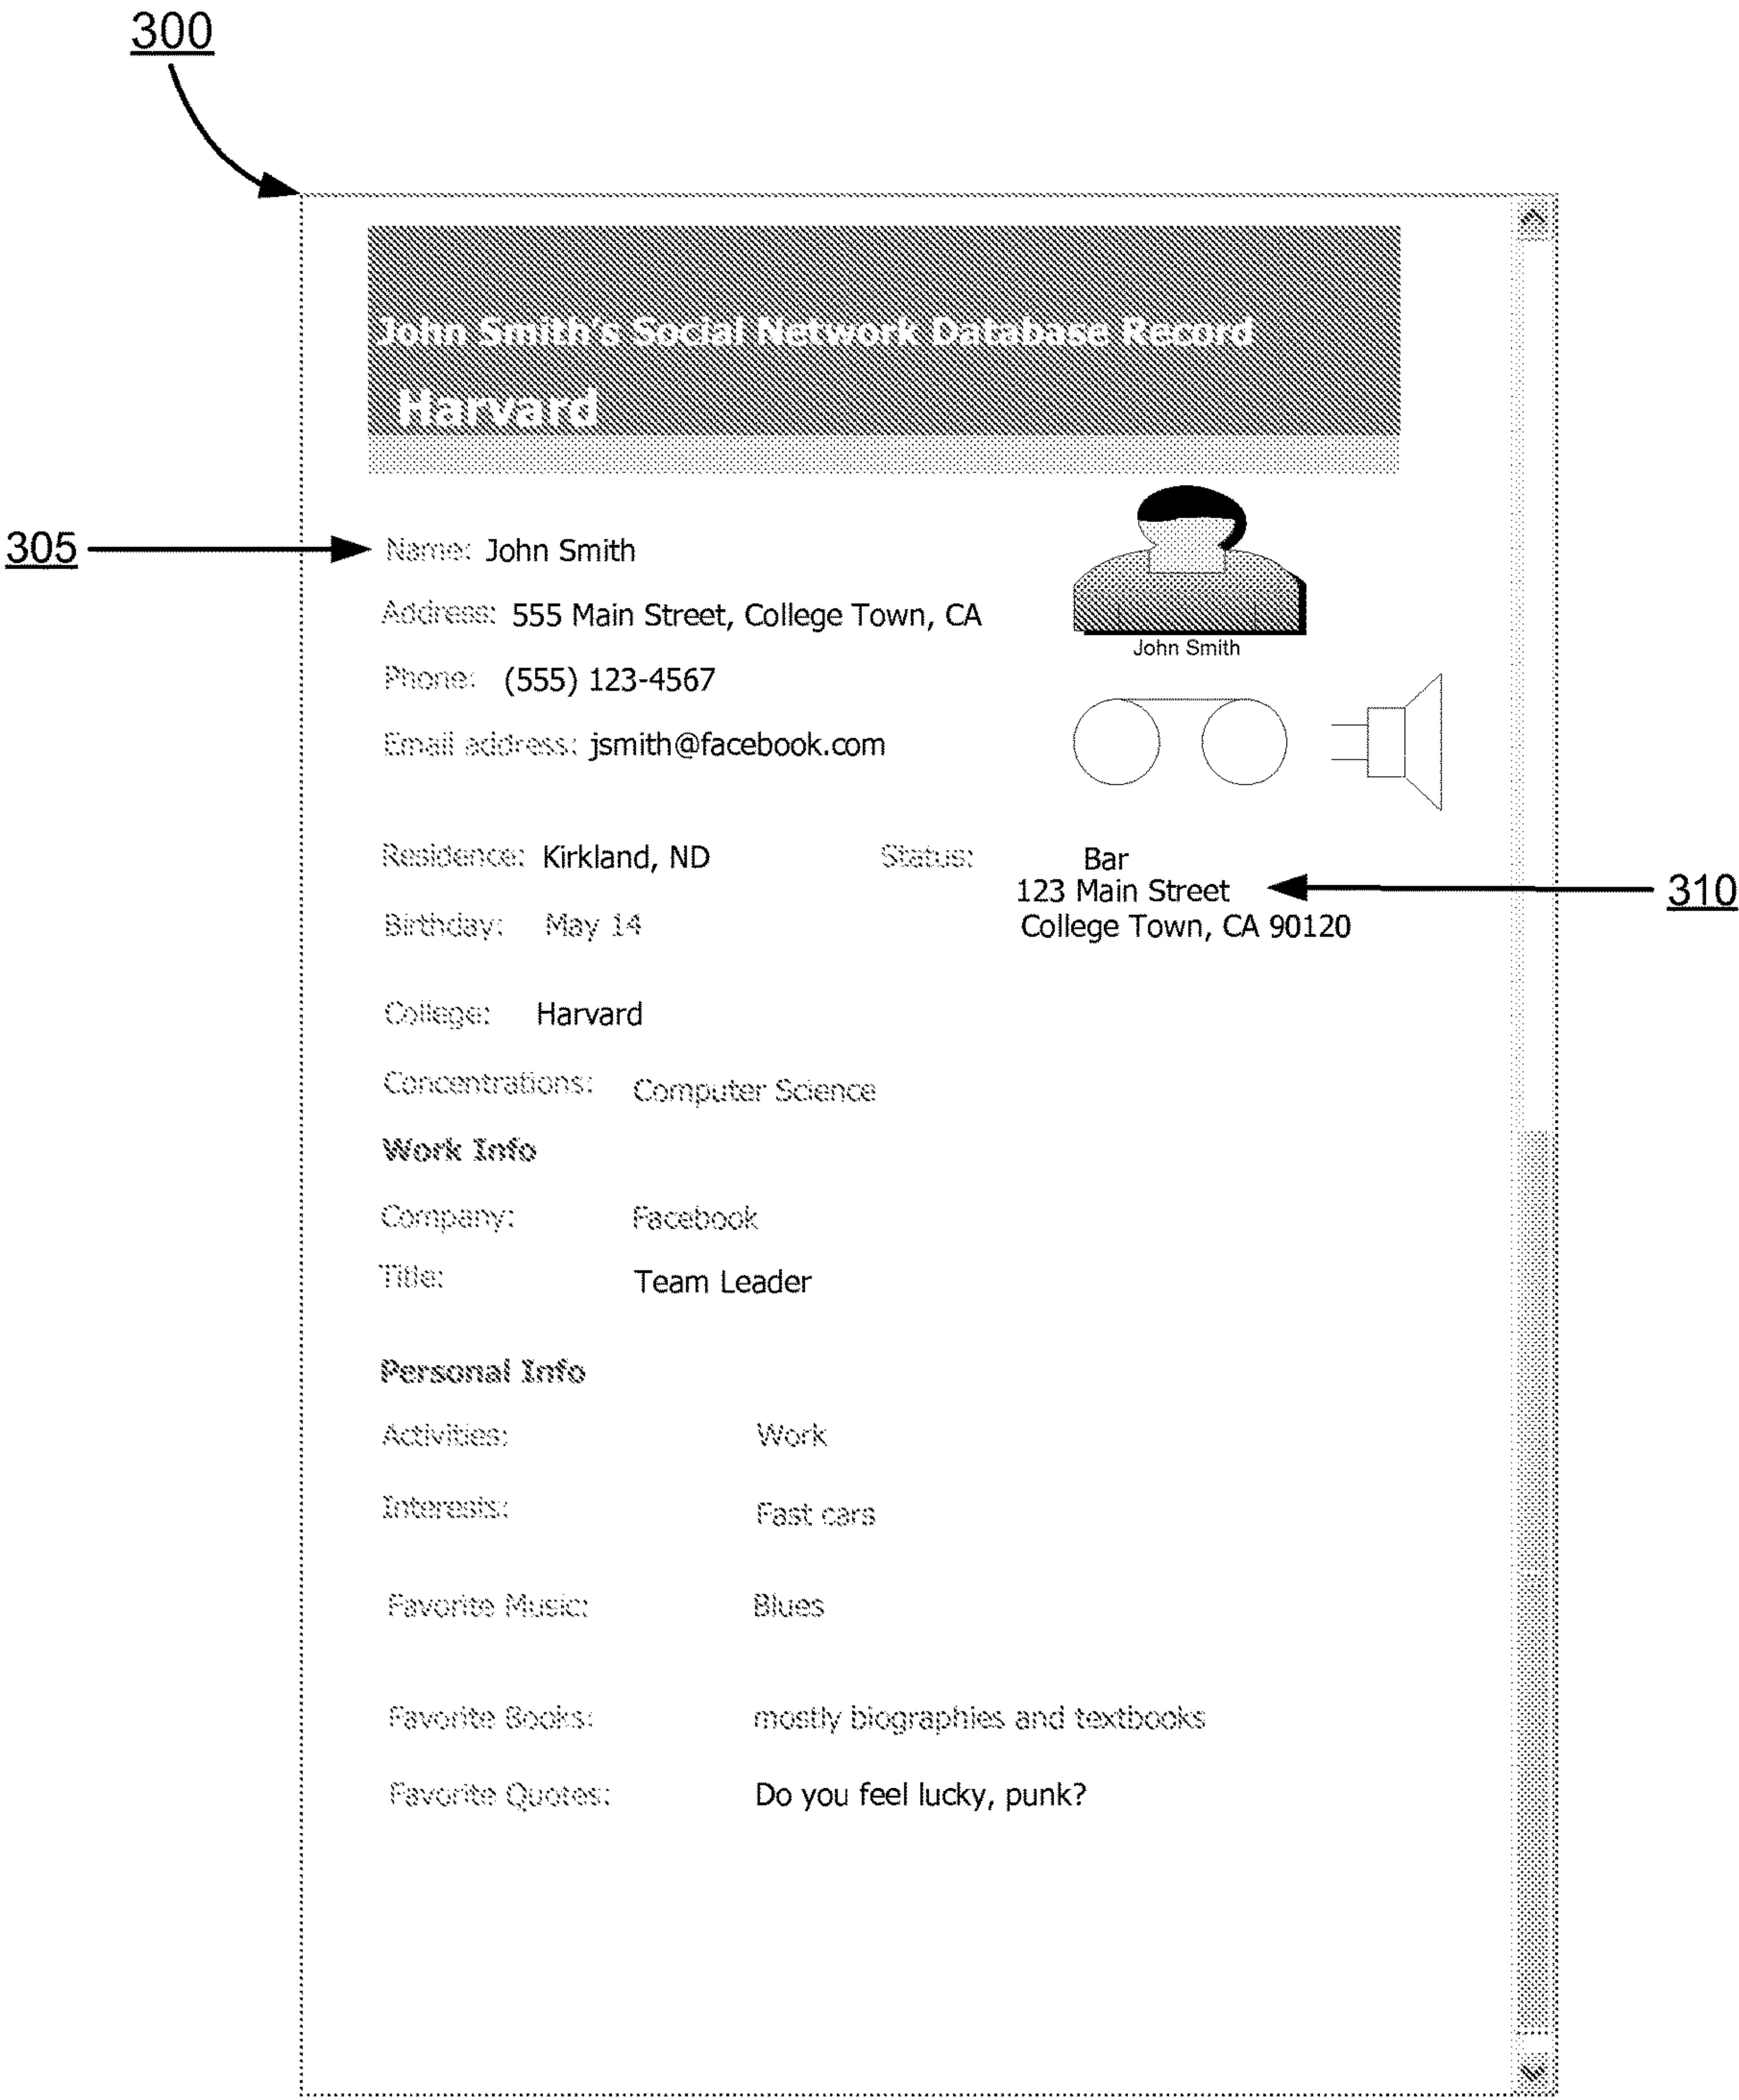 300
John Smith's Social Network Database Record
Harvard
305
Name: John Smith
Address: 555 Main Street, College Town, CA
John Smith
Phone: (555) 123-4567
Email address: jsmith@facebook.com
Residence: Kirkland, ND
Status: Bar
123 Main Street
310
College Town, CA 90120
Birthday: May 14
College: Harvard
Concentrations: Computer Science
Work Info
Company: Facebook
Title: Team Leader
Personal Info
Activities: Work
Interests: Fast cars
Favorite Music: Blues
Favorite Books: mostly biographies and textbooks
Favorite Quotes: Do you feel lucky, punk?